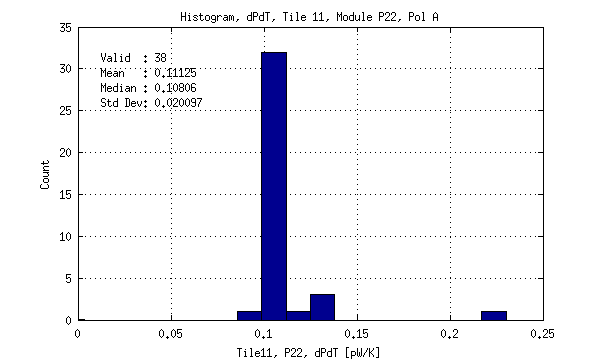 Histogram, dPdT, Tile 11, Module P22, Pol A
35
30
25
20
15
10
5
0
Count
Valid : 38
Mean : 0.11125
Median : 0.10806
Std Dev: 0.020097
0 0.05 0.1 0.15 0.2 0.25
Tile11, P22, dPdT [pW/K]